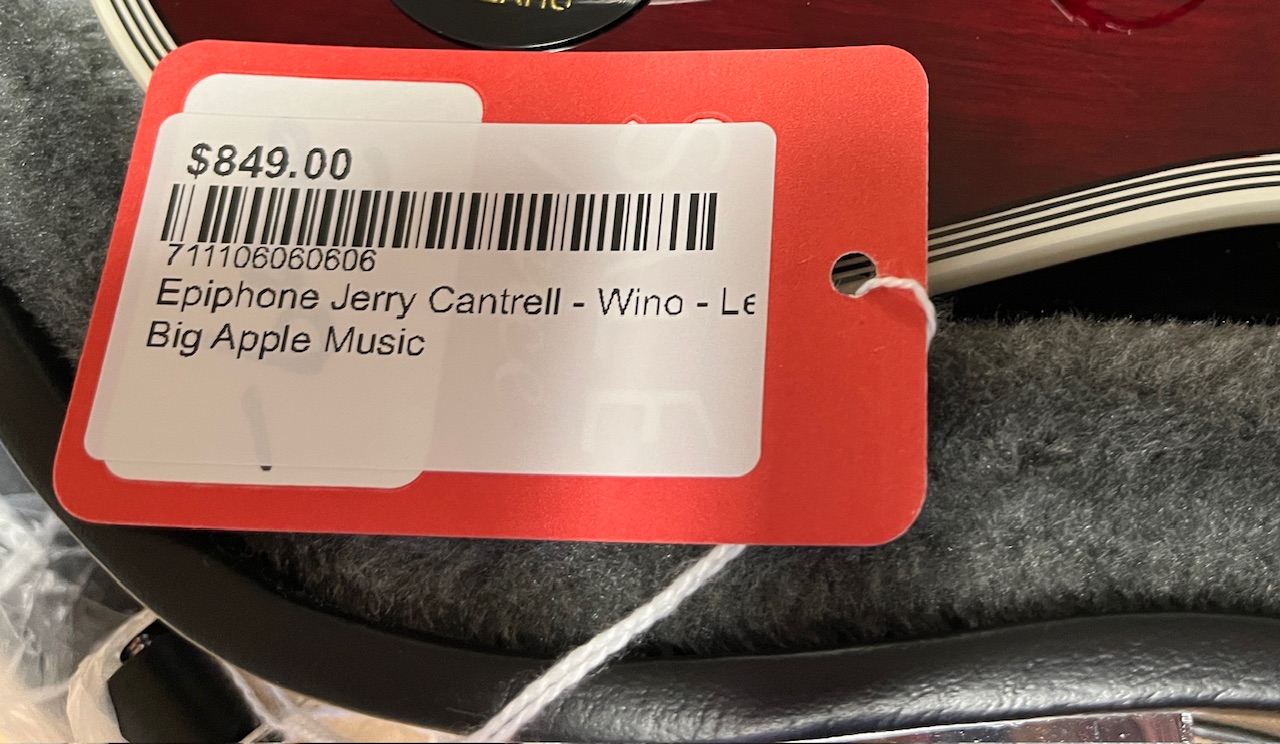 $849.00
711106060606
Epiphone Jerry Cantrell - Wino - Le
Big Apple Music